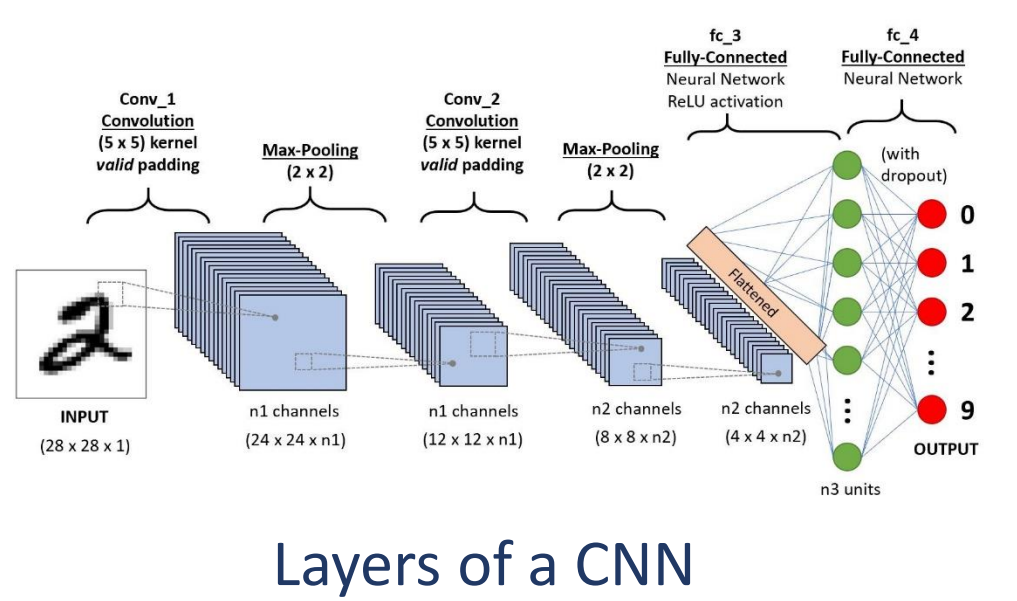 Conv_1
Convolution
(5 x 5) kernel
valid padding
Max-Pooling
(2 x 2)
Conv_2
Convolution
(5 x 5) kernel
valid padding
Max-Pooling
(2 x 2)
fc_3
Fully-Connected
Neural Network
ReLU activation
fc_4
Fully-Connected
Neural Network
(with
dropout)
INPUT
(28 x 28 x 1)
n1 channels
(24 x 24 x n1)
n1 channels
(12 x 12 x n1)
n2 channels
(8 x 8 x n2)
n2 channels
(4 x 4 x n2)
Flattened
n3 units
0
1
2
9
OUTPUT
2
Layers of a CNN